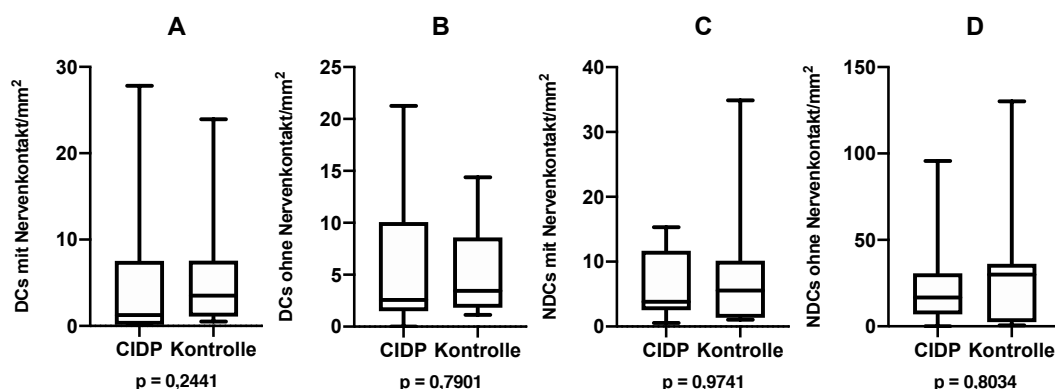 A
B
C
D
DCs mit Nervenkontakt/mm²
30
20
10
0
CIDP Kontrolle
p = 0,2441
DCs ohne Nervenkontakt/mm²
25
20
15
10
5
0
CIDP Kontrolle
p = 0,7901
NDCs mit Nervenkontakt/mm²
40
30
20
10
0
CIDP Kontrolle
p = 0,9741
NDCs ohne Nervenkontakt/mm²
150
100
50
0
CIDP Kontrolle
p = 0,8034